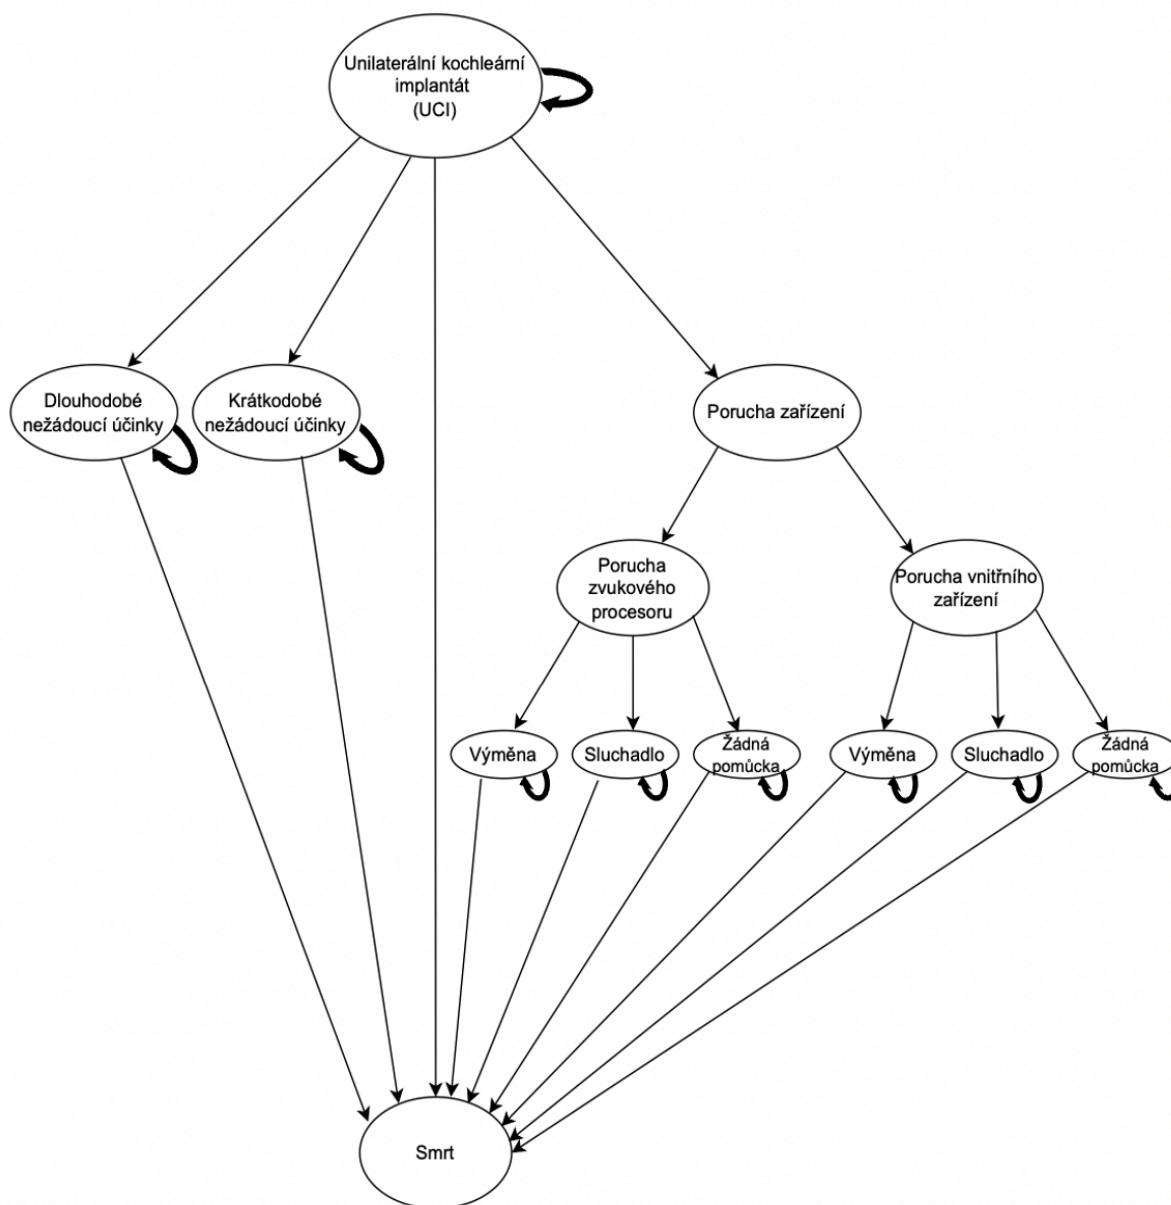 Unilaterální kochleární
implantát
(UCI)
Dlouhodobé
nežádoucí účinky
Krátkodobé
nežádoucí účinky
Porucha zařízení
Porucha
zvukového
procesoru
Porucha vnitřního
zařízení
Výměna
Sluchadlo
Žádná
pomůcka
Výměna
Sluchadlo
Žádná
pomůcka
Smrt